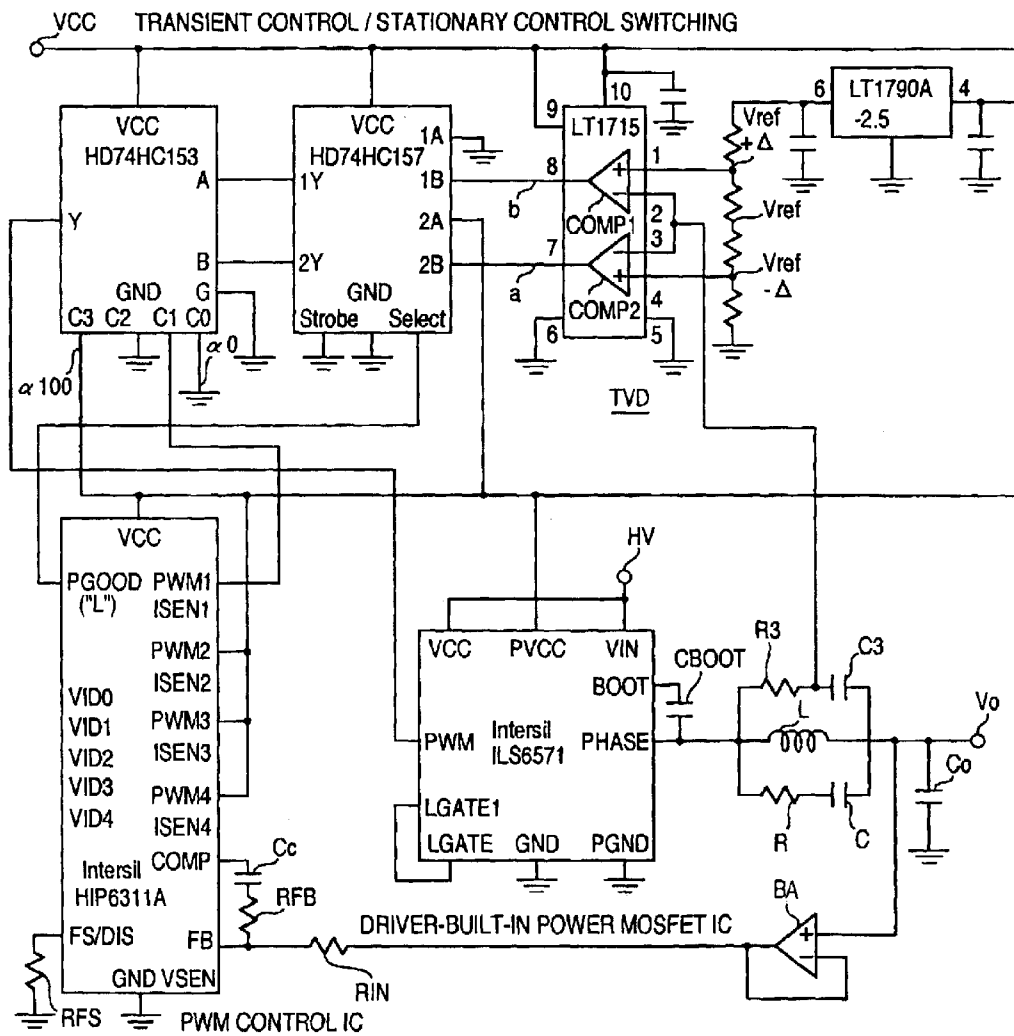 VCC TRANSIENT CONTROL / STATIONARY CONTROL SWITCHING
VCC
HD74HC153
A
Y
B
GND
G
C3 C2 C1 C0
α 100
α 0
VCC
HD74HC157
1A
1Y
1B
2A
2Y
2B
GND
Strobe Select
b
a
9
10
LT1715
8
1
COMP1
2
7
3
COMP2
4
6
5
TVD
Vref
+Δ
Vref
Vref
-Δ
6
LT1790A
-2.5
4
VCC
PGOOD
("L")
PWM1
ISEN1
PWM2
ISEN2
VID0
VID1
PWM3
VID2
ISEN3
VID3
PWM4
VID4
ISEN4
COMP
Intersil
HIP6311A
FS/DIS
FB
GND VSEN
RFS
PWM CONTROL IC
Cc
RFB
RIN
HV
VCC PVCC VIN
BOOT
CBOOT
PWM
Intersil
ILS6571
PHASE
LGATE1
LGATE GND PGND
DRIVER-BUILT-IN POWER MOSFET IC
R3
C3
L
Vo
Co
R
C
BA
+
−